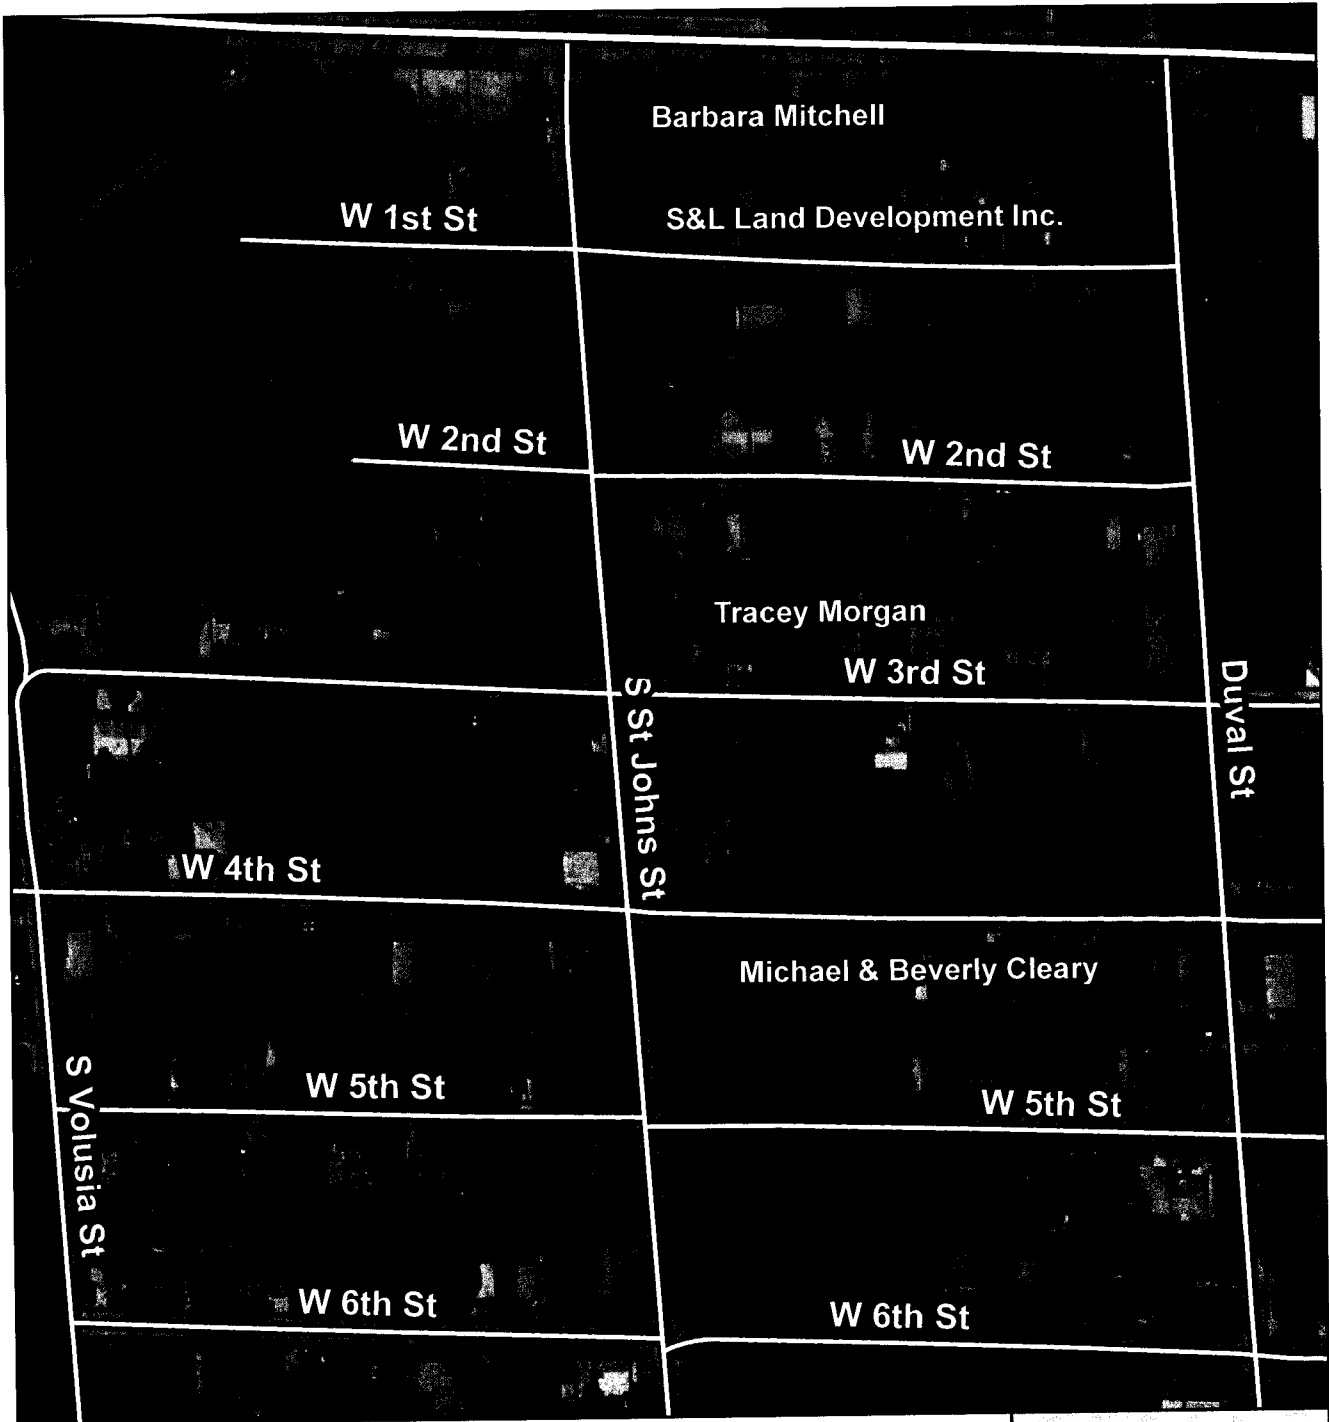 Barbara Mitchell
W 1st St
S&L Land Development Inc.
W 2nd St
W 2nd St
Tracey Morgan
W 3rd St
S St Johns St
Duval St
W 4th St
Michael & Beverly Cleary
S Volusia St
W 5th St
W 5th St
W 6th St
W 6th St